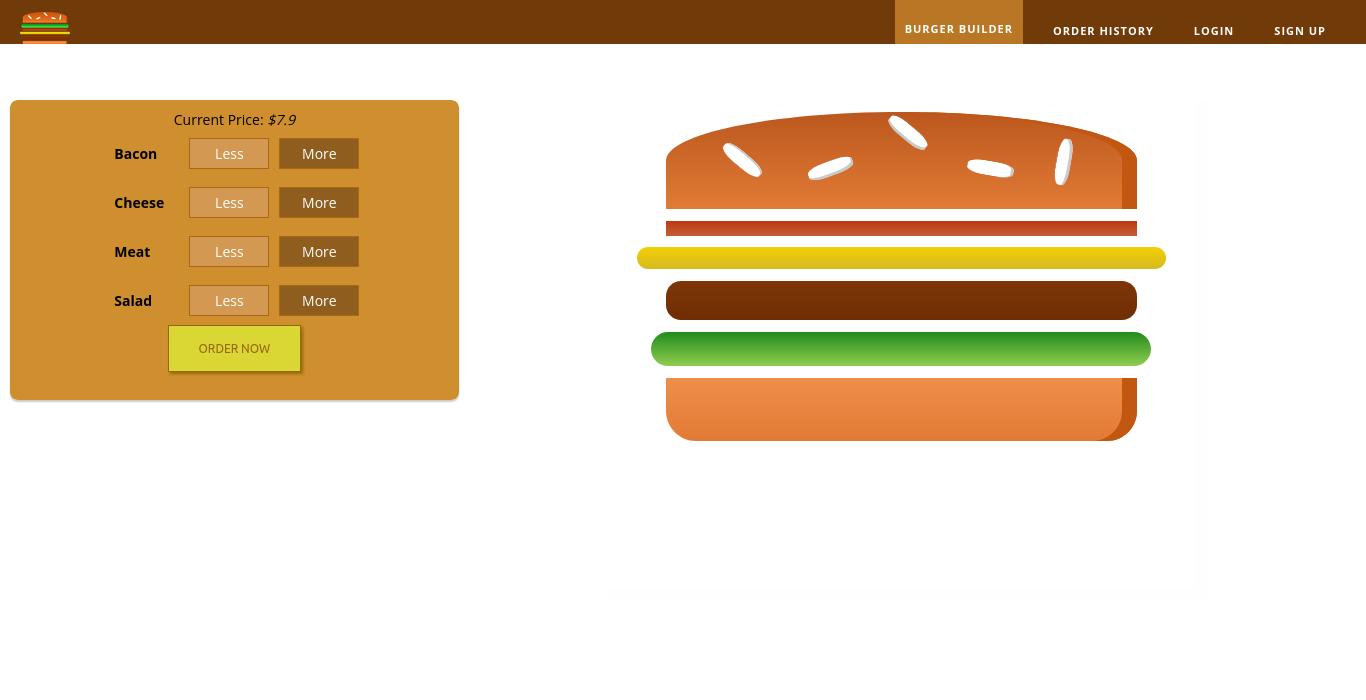 BURGER BUILDER ORDER HISTORY LOGIN SIGN UP
Current Price: $7.9
Bacon Less More
Cheese Less More
Meat Less More
Salad Less More
ORDER NOW